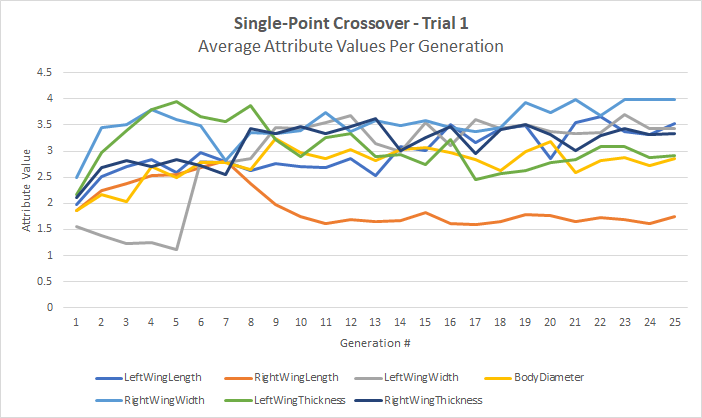 Single-Point Crossover - Trial 1
Average Attribute Values Per Generation
4.5
4
3.5
3
2.5
2
1.5
1
0.5
0
Attribute Value
1 2 3 4 5 6 7 8 9 10 11 12 13 14 15 16 17 18 19 20 21 22 23 24 25
Generation #
LeftWingLength RightWingLength LeftWingWidth BodyDiameter
RightWingWidth LeftWingThickness RightWingThickness